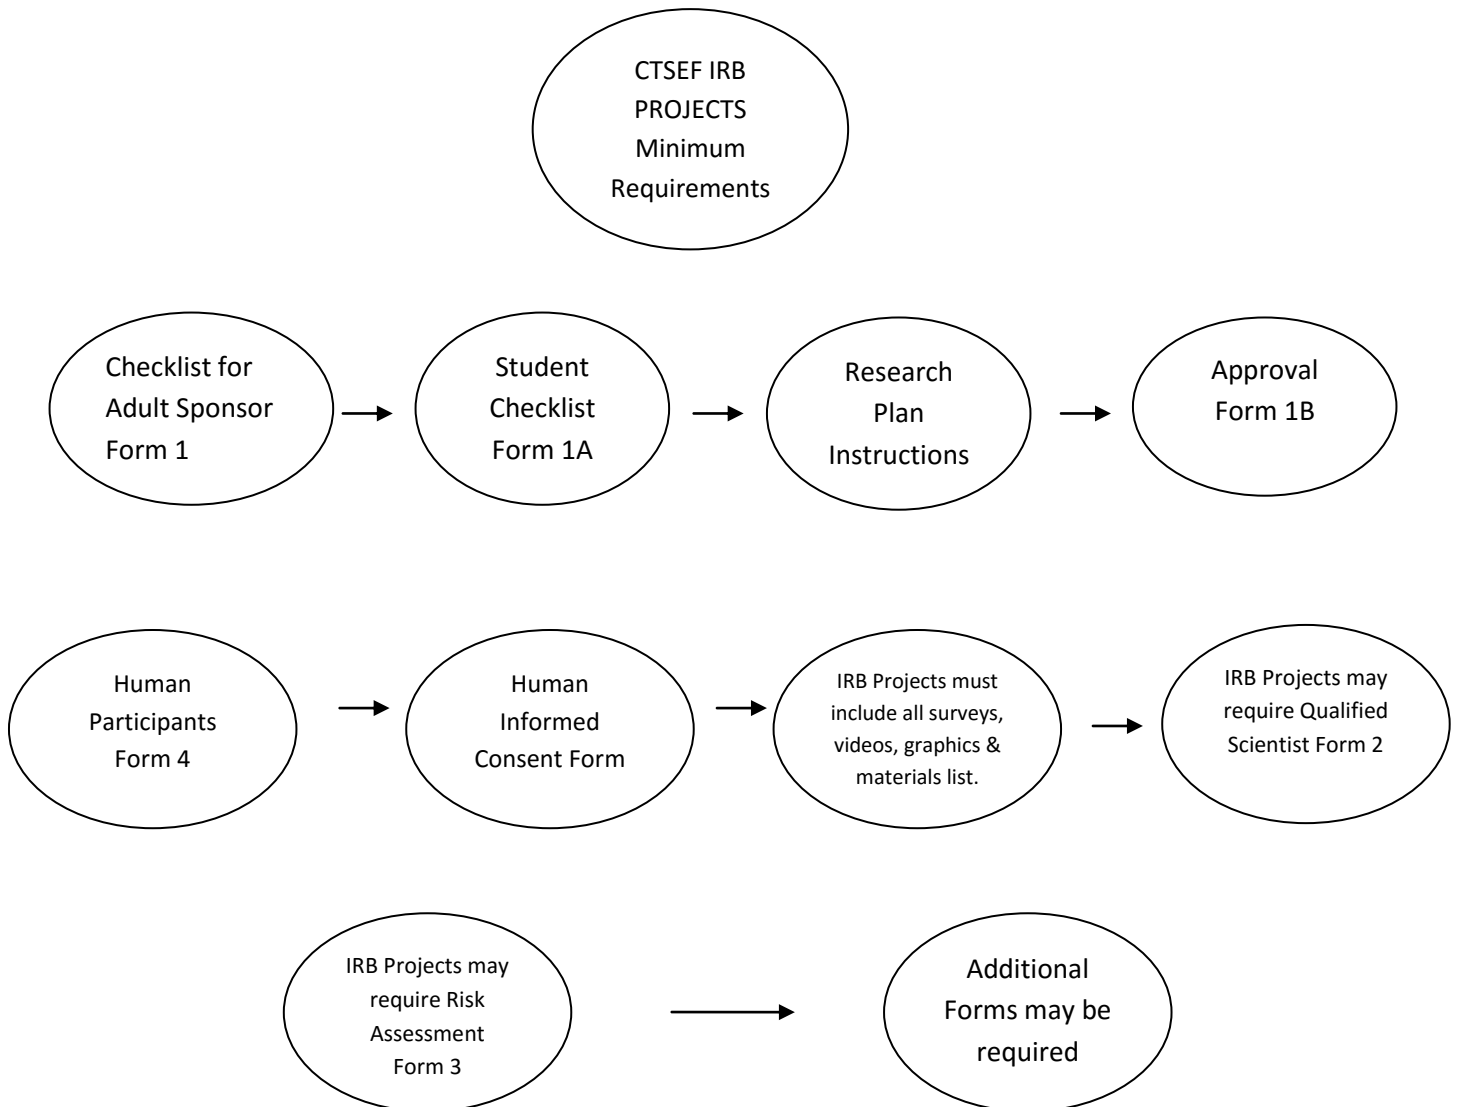 CTSEF IRB
PROJECTS
Minimum
Requirements
Checklist for
Adult Sponsor
Form 1
Student
Checklist
Form 1A
Research
Plan
Instructions
Approval
Form 1B
Human
Participants
Form 4
Human
Informed
Consent Form
IRB Projects must
include all surveys,
videos, graphics &
materials list.
IRB Projects may
require Qualified
Scientist Form 2
IRB Projects may
require Risk
Assessment
Form 3
Additional
Forms may be
required